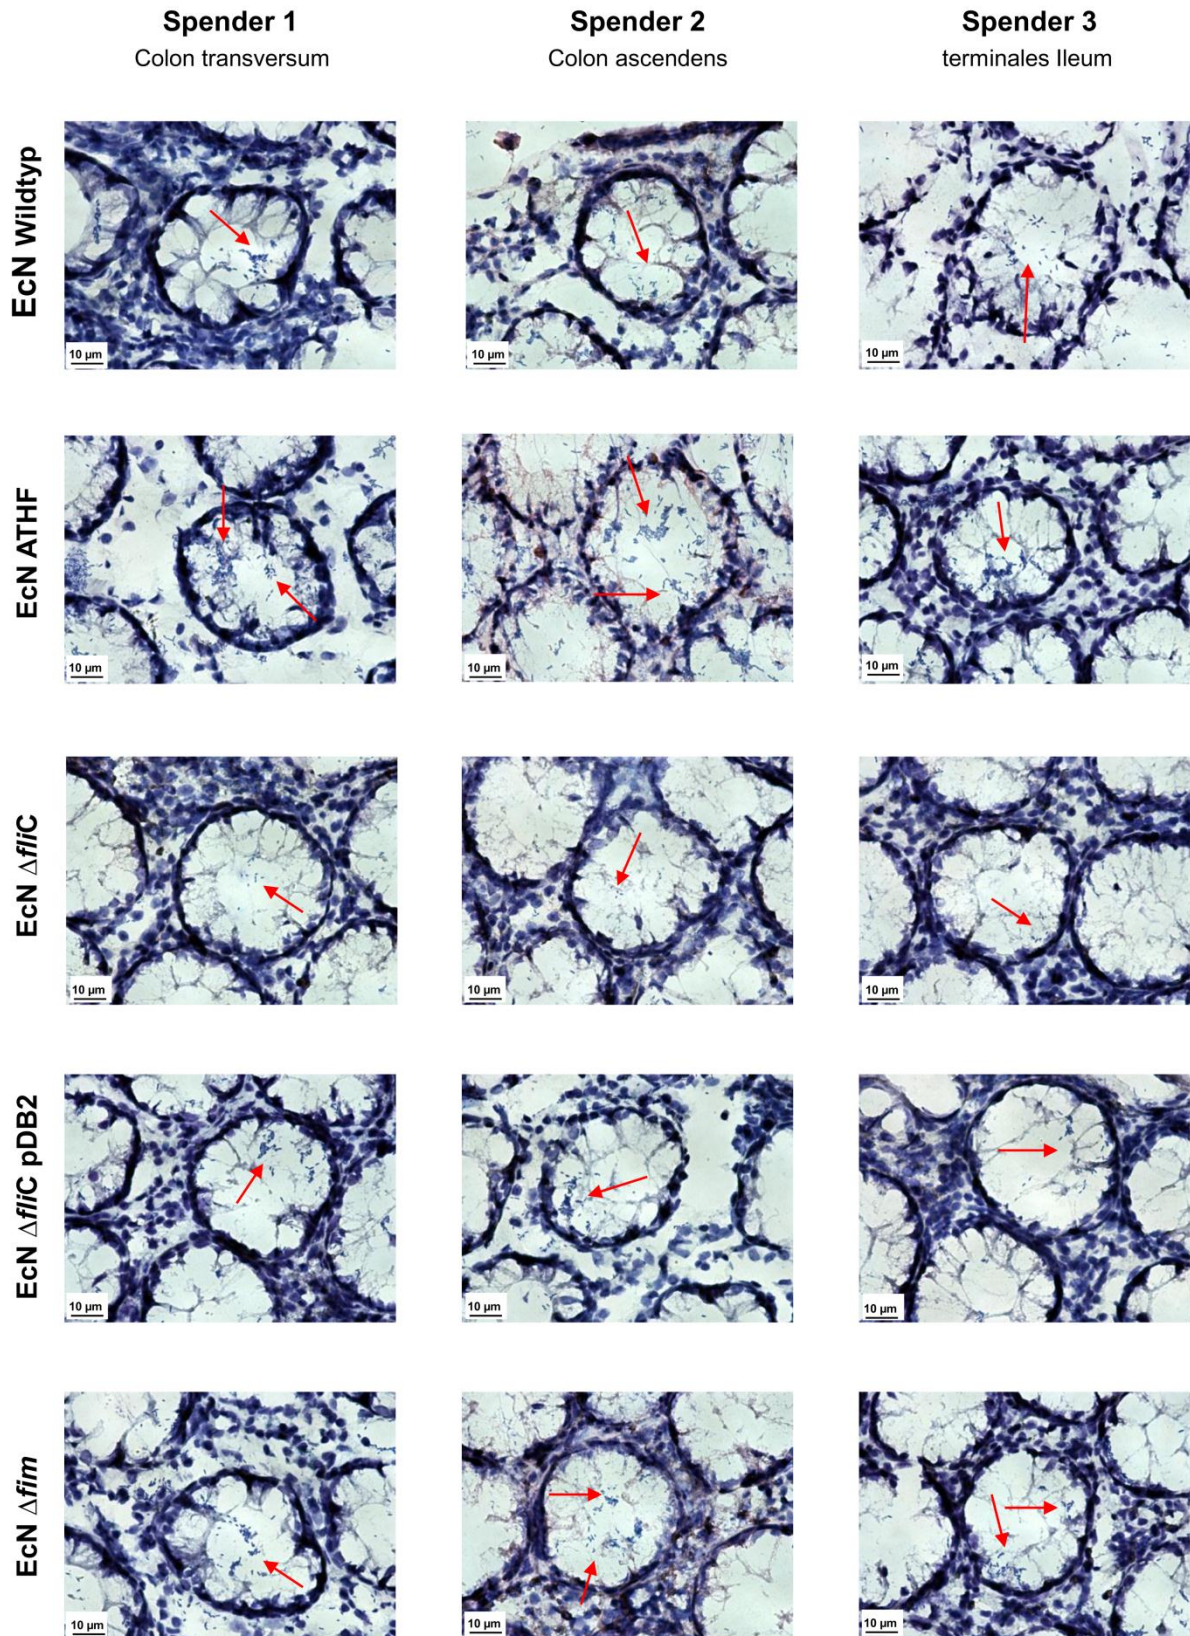 Spender 1
Spender 2
Spender 3
Colon transversum
Colon ascendens
terminales Ileum
EcN Wildtyp
10 µm
10 µm
10 µm
EcN ATHF
10 µm
10 µm
10 µm
EcN ΔfliC
10 µm
10 µm
10 µm
EcN ΔfliC pDB2
10 µm
10 µm
10 µm
EcN Δfim
10 µm
10 µm
10 µm